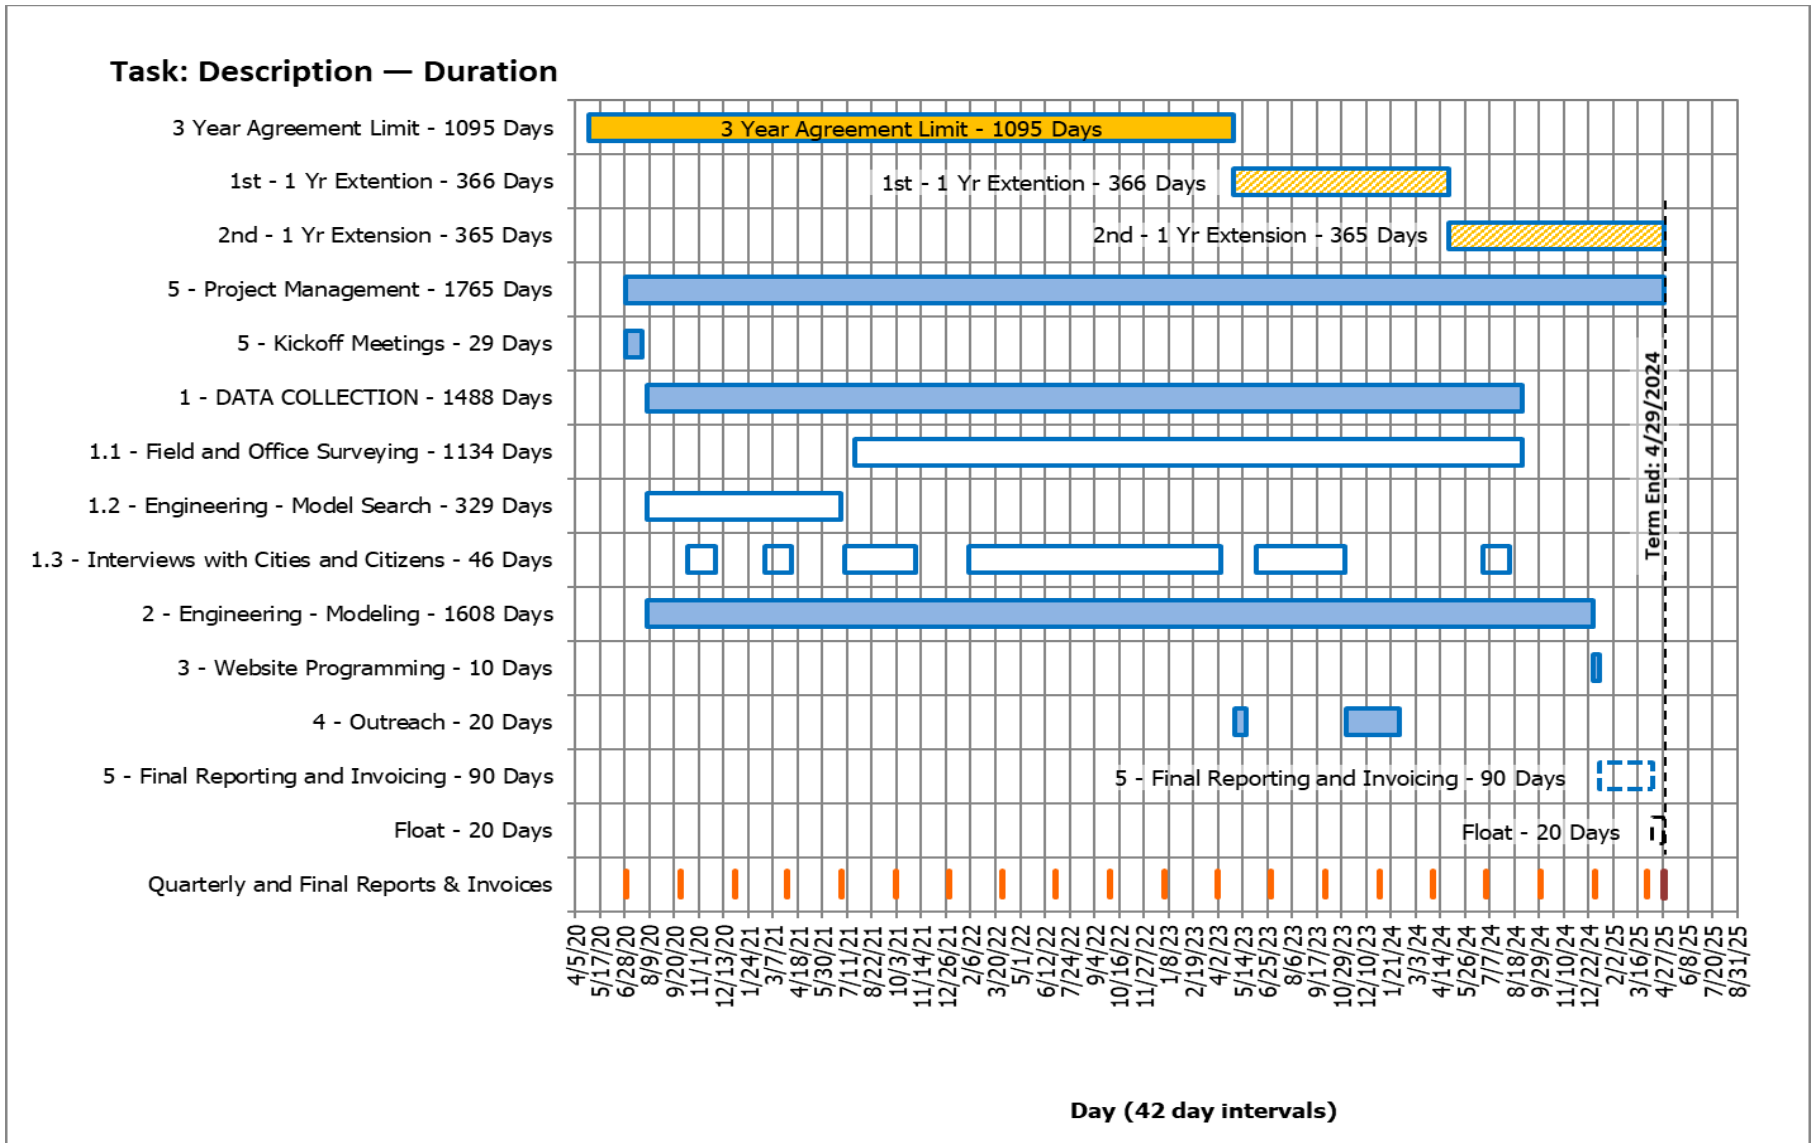 Task: Description — Duration
3 Year Agreement Limit - 1095 Days
3 Year Agreement Limit - 1095 Days
1st - 1 Yr Extention - 366 Days
1st - 1 Yr Extention - 366 Days
2nd - 1 Yr Extension - 365 Days
2nd - 1 Yr Extension - 365 Days
5 - Project Management - 1765 Days
5 - Kickoff Meetings - 29 Days
1 - DATA COLLECTION - 1488 Days
1.1 - Field and Office Surveying - 1134 Days
1.2 - Engineering - Model Search - 329 Days
1.3 - Interviews with Cities and Citizens - 46 Days
2 - Engineering - Modeling - 1608 Days
3 - Website Programming - 10 Days
4 - Outreach - 20 Days
5 - Final Reporting and Invoicing - 90 Days
5 - Final Reporting and Invoicing - 90 Days
Float - 20 Days
Float - 20 Days
Quarterly and Final Reports & Invoices
Term End: 4/29/2024
4/5/20
5/17/20
6/28/20
8/9/20
9/20/20
11/1/20
12/13/20
1/24/21
3/7/21
4/18/21
5/30/21
7/11/21
8/22/21
10/3/21
11/14/21
12/26/21
2/6/22
3/20/22
5/1/22
6/12/22
7/24/22
9/4/22
10/16/22
11/27/22
1/8/23
2/19/23
4/2/23
5/14/23
6/25/23
8/6/23
9/17/23
10/29/23
12/10/23
1/21/24
3/3/24
4/14/24
5/26/24
7/7/24
8/18/24
9/29/24
11/10/24
12/22/24
2/2/25
3/16/25
4/27/25
6/8/25
7/20/25
8/31/25
Day (42 day intervals)